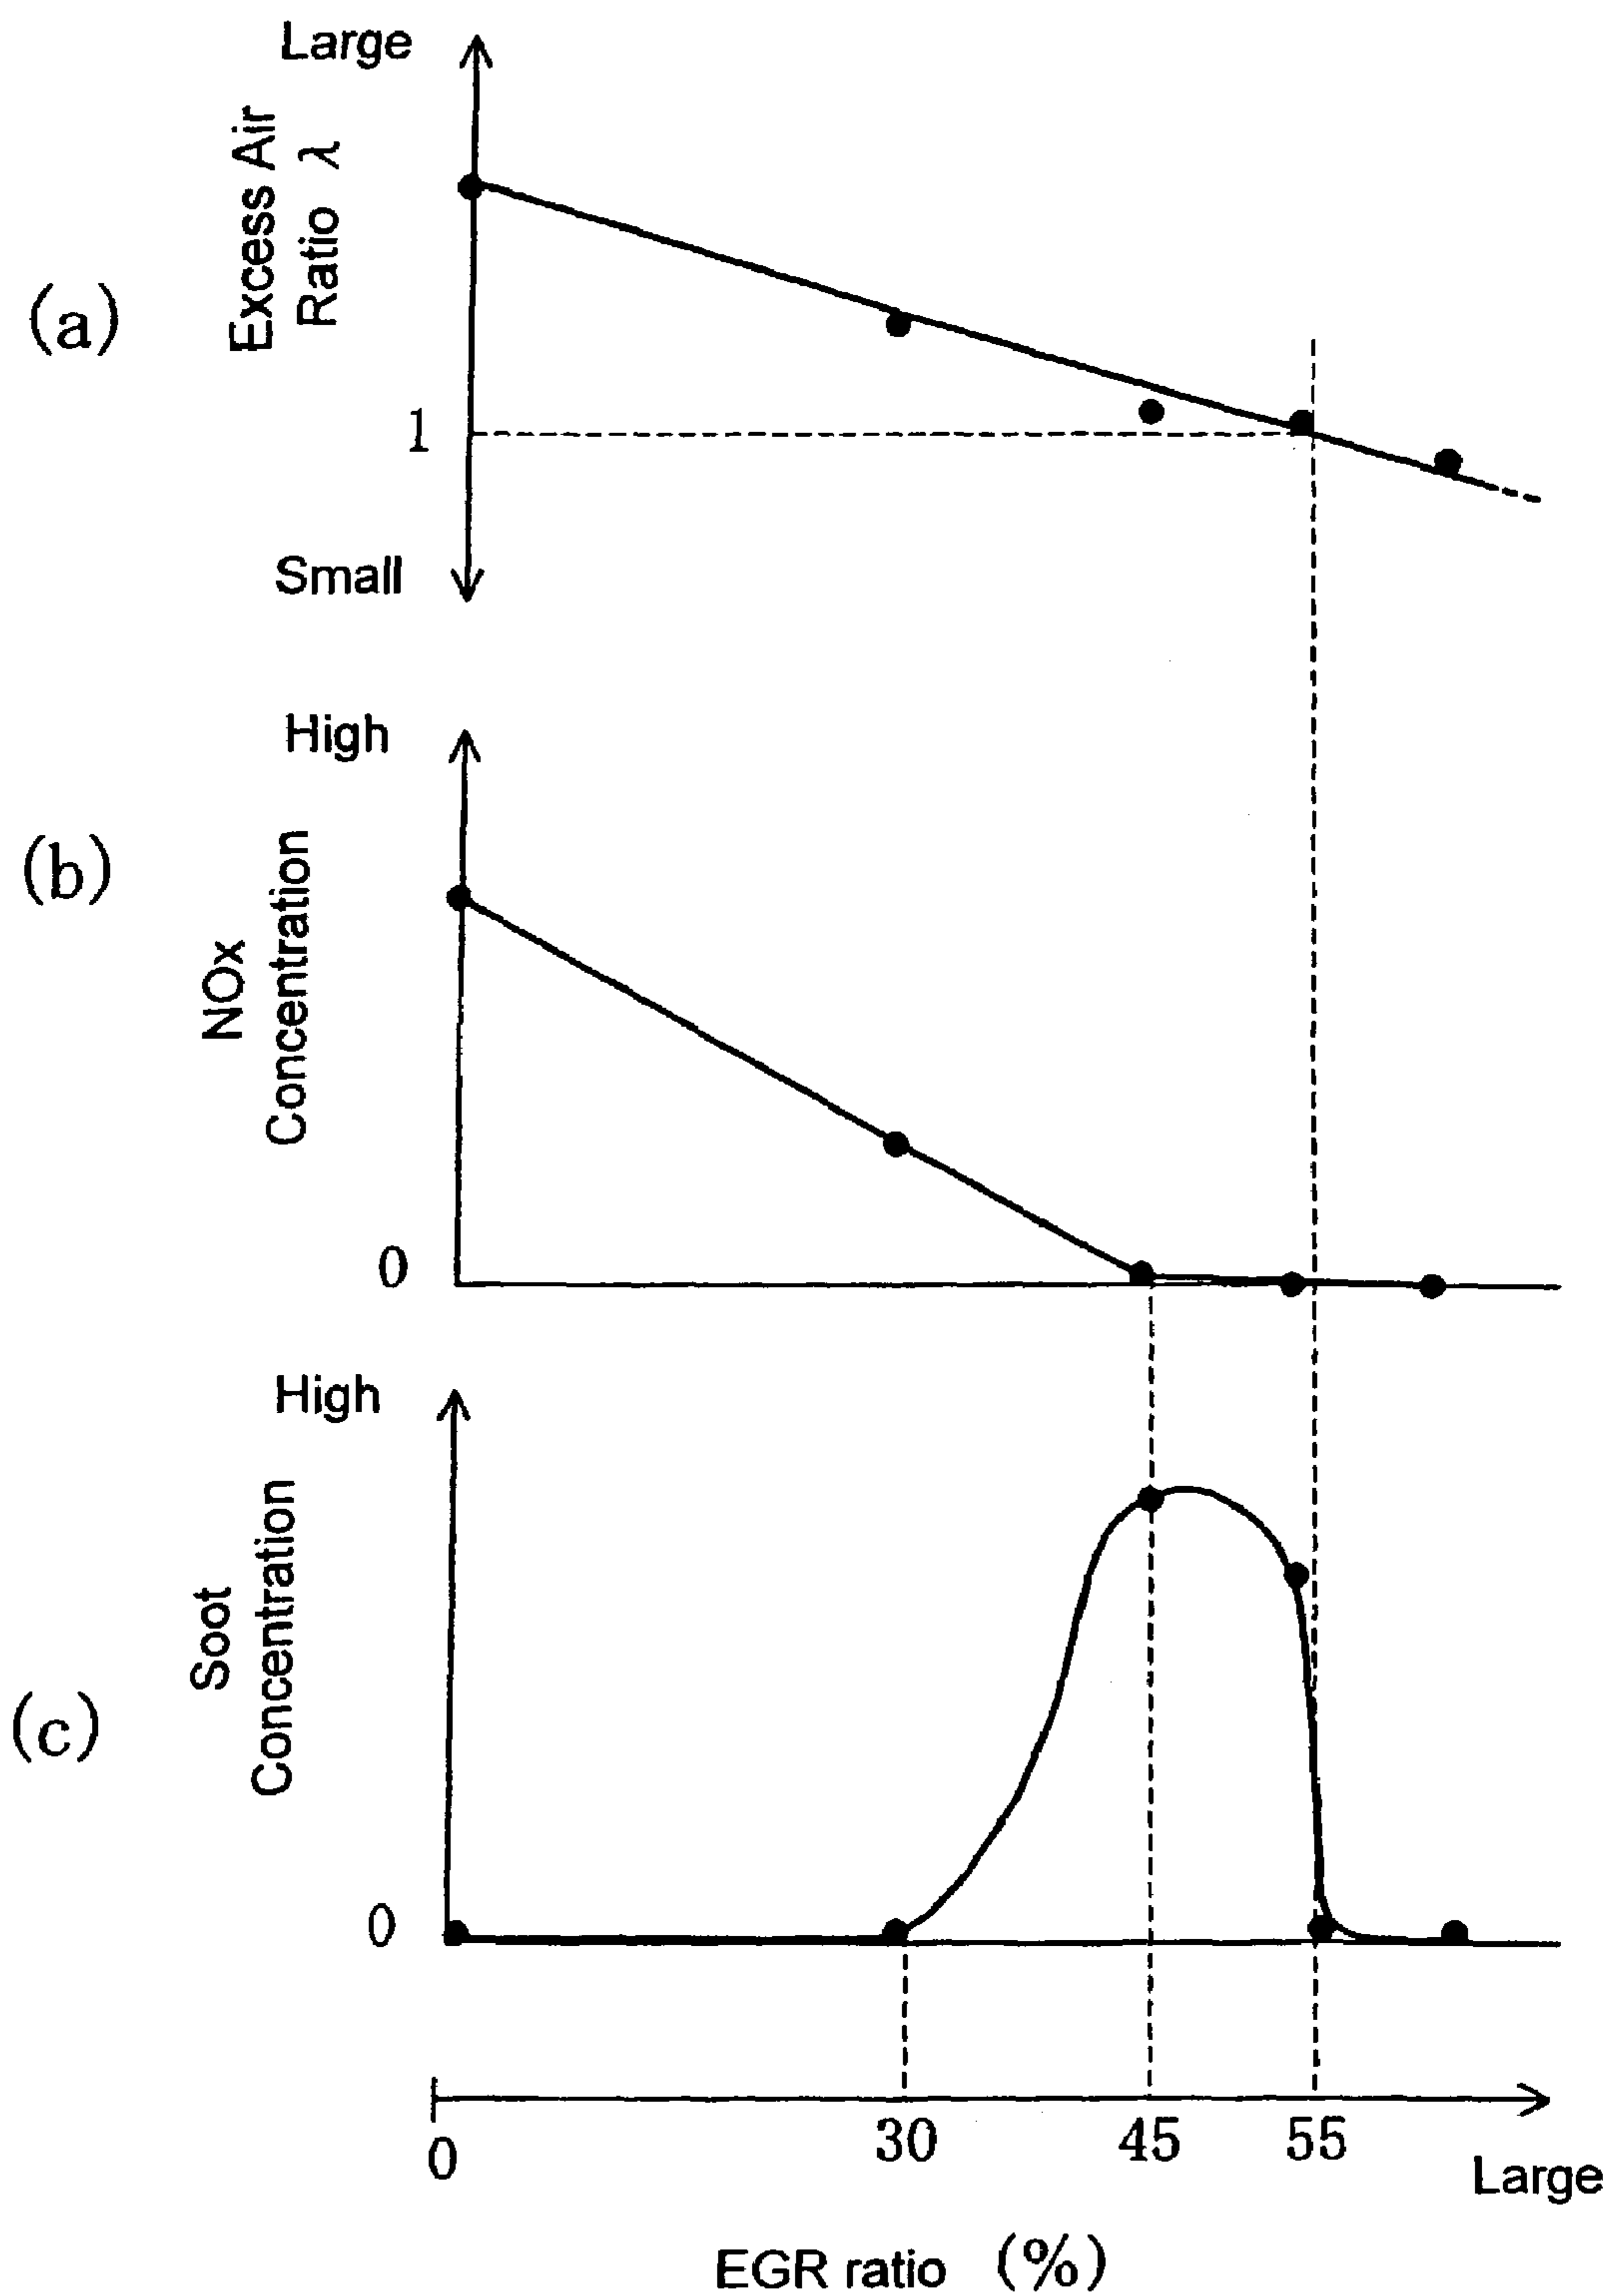 Large
(a)
Excess Air
Ratio λ
1
Small
High
(b)
NOx
Concentration
0
High
(c)
Soot
Concentration
0
0
30
45
55
Large
EGR ratio (%)